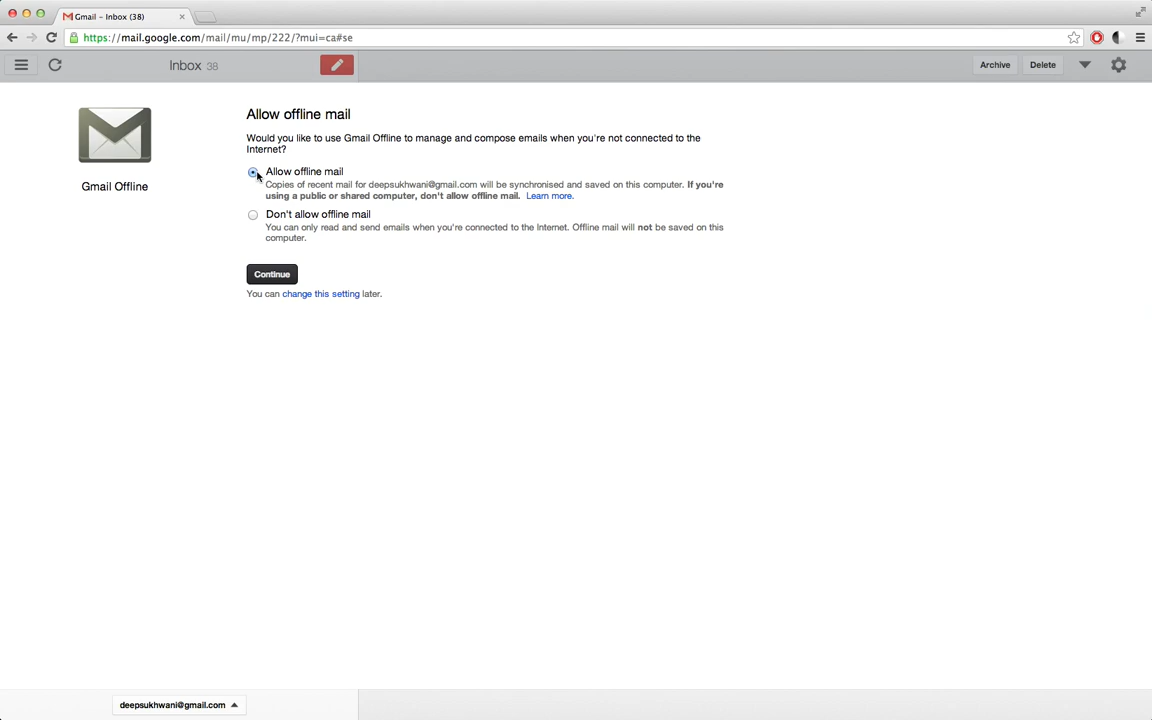 Gmail - Inbox (38)
https://mail.google.com/mail/mu/mp/222/?mui=ca#se
Inbox 38
Archive
Delete
Gmail Offline
Allow offline mail
Would you like to use Gmail Offline to manage and compose emails when you're not connected to the
Internet?
Allow offline mail
Copies of recent mail for deepsukhwani@gmail.com will be synchronised and saved on this computer. If you're
using a public or shared computer, don't allow offline mail. Learn more.
Don't allow offline mail
You can only read and send emails when you're connected to the Internet. Offline mail will not be saved on this
computer.
Continue
You can change this setting later.
deepsukhwani@gmail.com